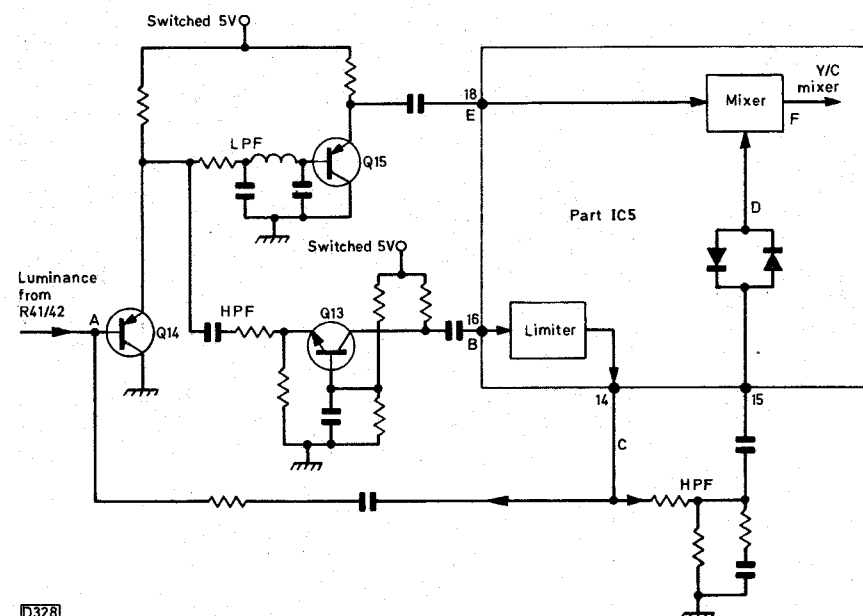 Switched 5V
18
E
Mixer
Y/C
mixer
F
LPF
Q15
D
Part IC5
Switched 5V
Luminance
from
R41/42
A
Q14
HPF
Q13
16
B
Limiter
14
15
C
HPF
D328